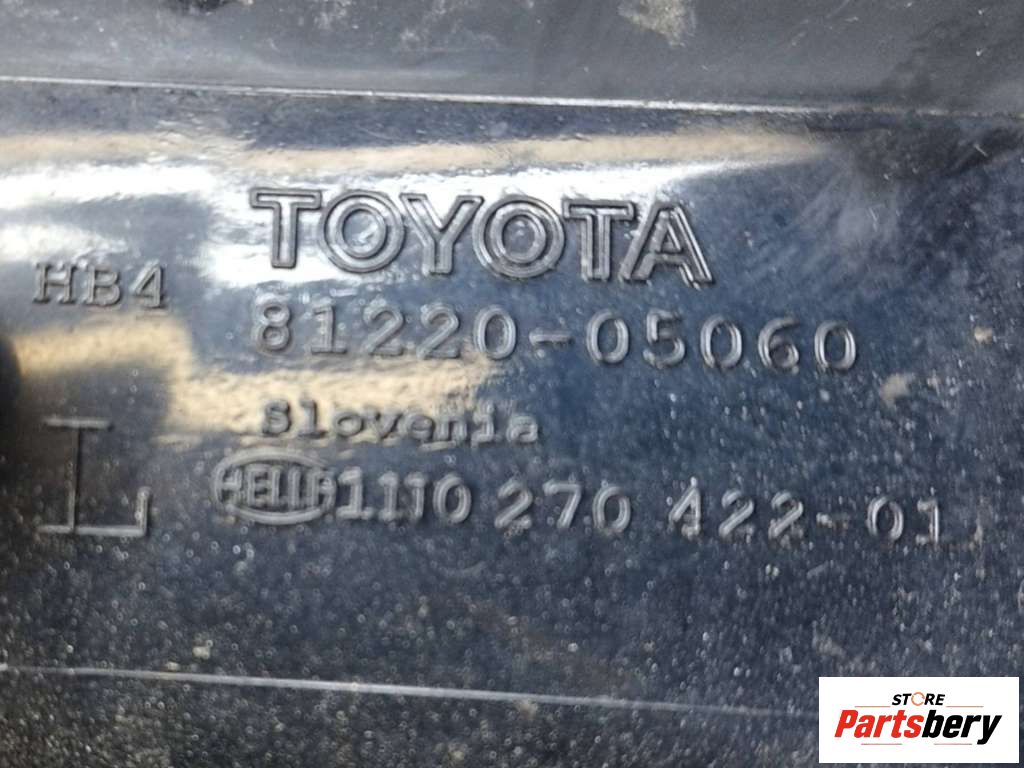 TOYOTA
HB4
81220-05060
Slovenia
L
HELLA 1110 270 422-01
STORE
Partsbery